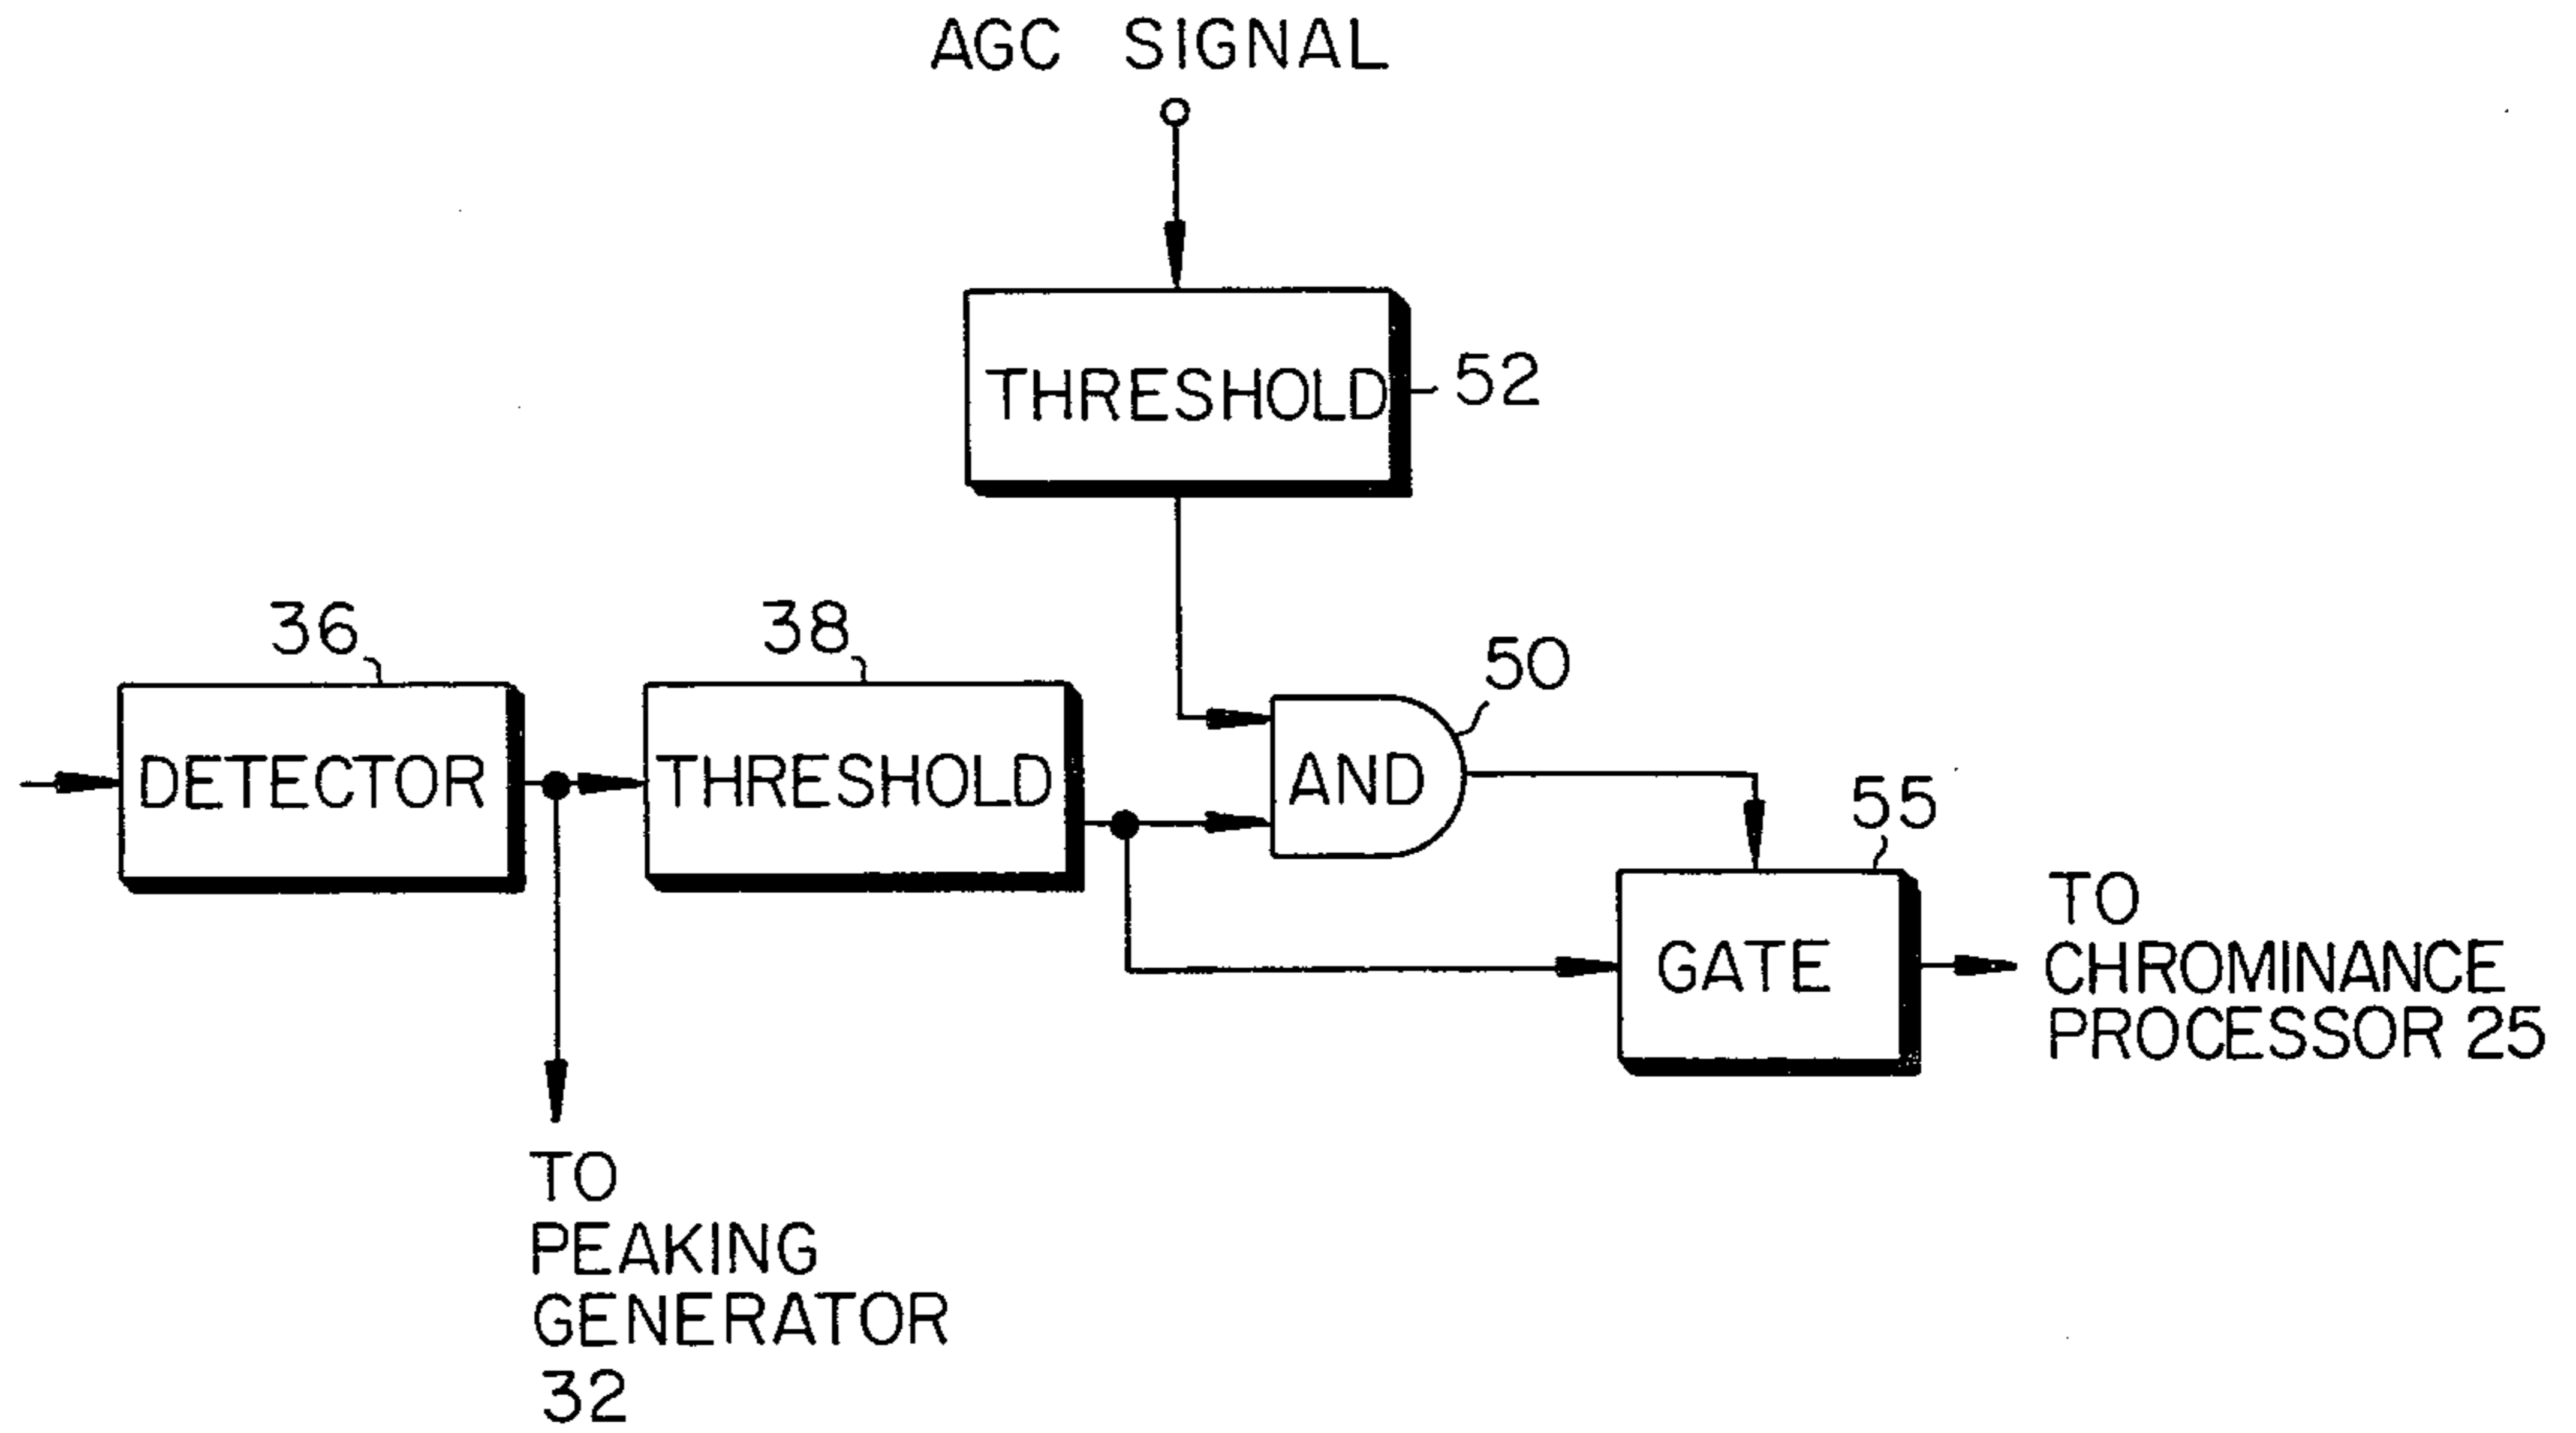 AGC SIGNAL
THRESHOLD
52
36
38
50
DETECTOR
THRESHOLD
AND
55
GATE
TO
CHROMINANCE
PROCESSOR 25
TO
PEAKING
GENERATOR
32